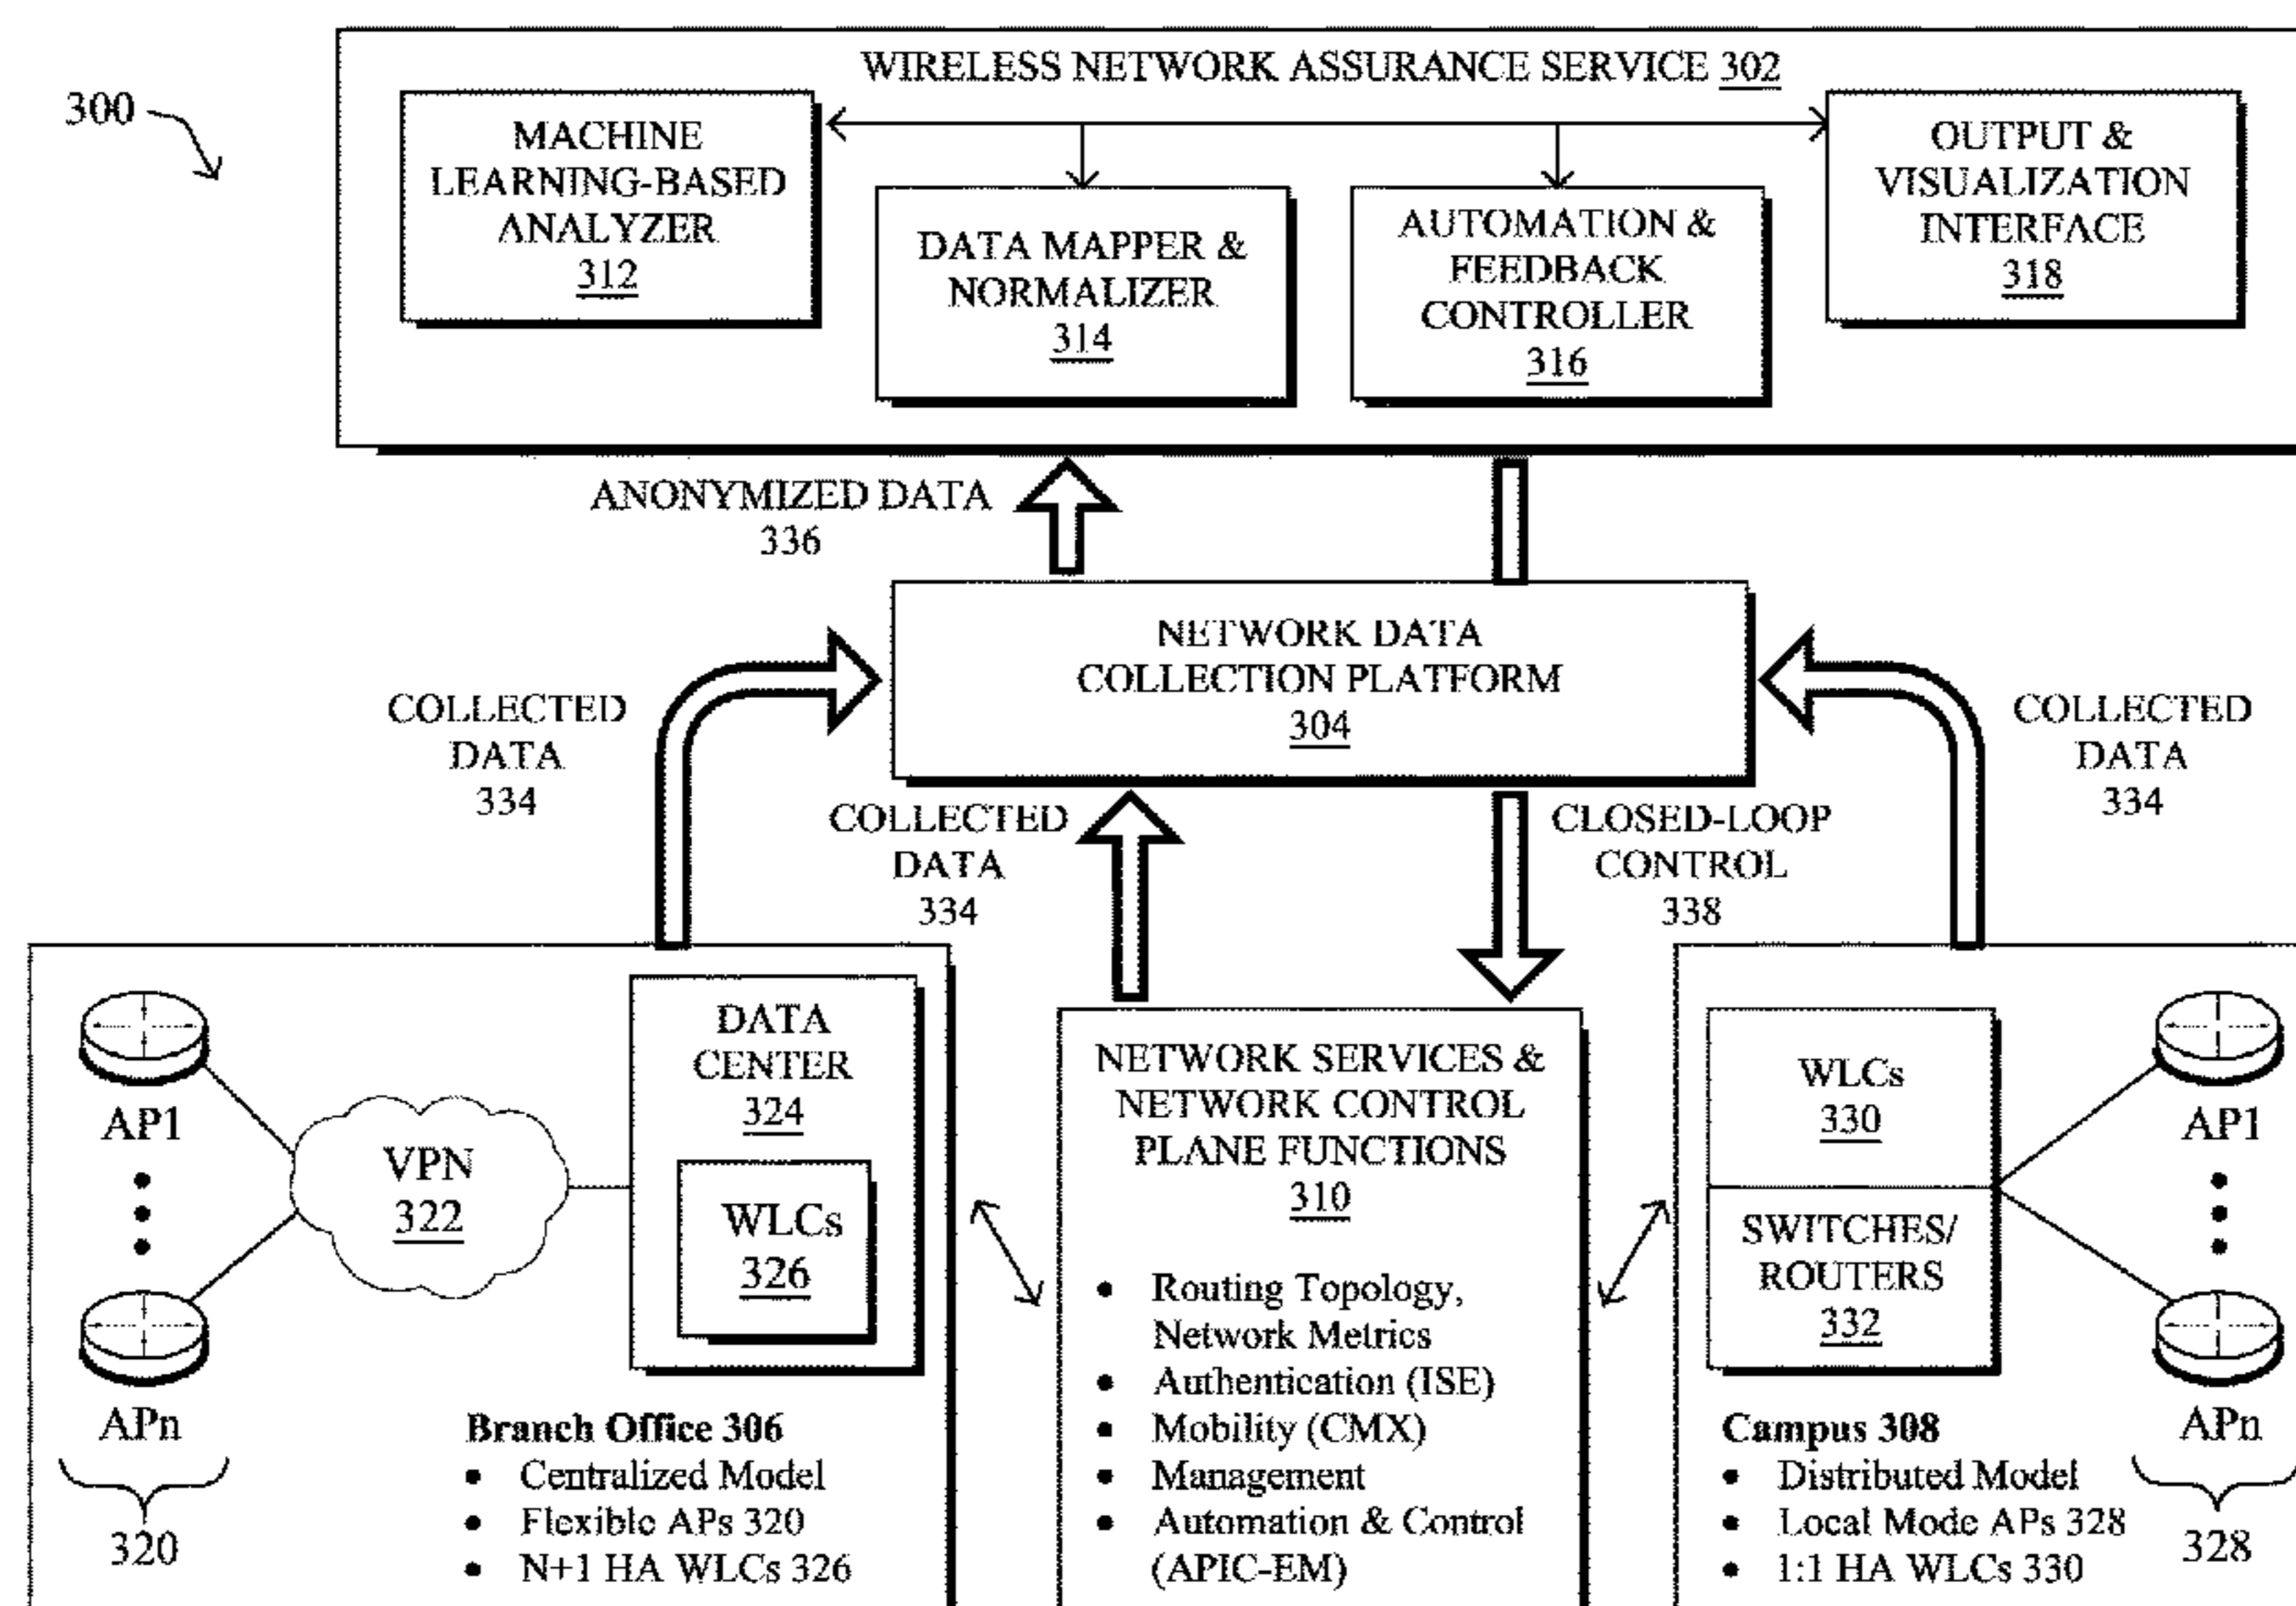 300
WIRELESS NETWORK ASSURANCE SERVICE 302
MACHINE
LEARNING-BASED
ANALYZER
312
DATA MAPPER &
NORMALIZER
314
AUTOMATION &
FEEDBACK
CONTROLLER
316
OUTPUT &
VISUALIZATION
INTERFACE
318
ANONYMIZED DATA
336
NETWORK DATA
COLLECTION PLATFORM
304
COLLECTED
DATA
334
COLLECTED
DATA
334
CLOSED-LOOP
CONTROL
338
COLLECTED
DATA
334
AP1
APn
320
VPN
322
DATA
CENTER
324
WLCs
326
Branch Office 306
• Centralized Model
• Flexible APs 320
• N+1 HA WLCs 326
NETWORK SERVICES &
NETWORK CONTROL
PLANE FUNCTIONS
310
• Routing Topology,
Network Metrics
• Authentication (ISE)
• Mobility (CMX)
• Management
• Automation & Control
(APIC-EM)
WLCs
330
SWITCHES/
ROUTERS
332
AP1
APn
328
Campus 308
• Distributed Model
• Local Mode APs 328
• 1:1 HA WLCs 330